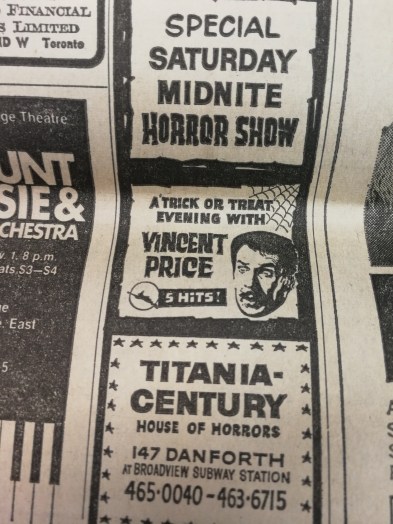 FINANCIAL
LIMITED
D W Toronto
SPECIAL
SATURDAY
MIDNITE
HORROR SHOW
A TRICK OR TREAT
EVENING WITH
VINCENT
PRICE
5 HITS!
TITANIA-
CENTURY
HOUSE OF HORRORS
147 DANFORTH
AT BROADVIEW SUBWAY STATION
465-0040 - 463-6715
ge Theatre
UNT
SIE &
CHESTRA
v. 1, 8 p.m.
ats S3-S4
e
. East
5